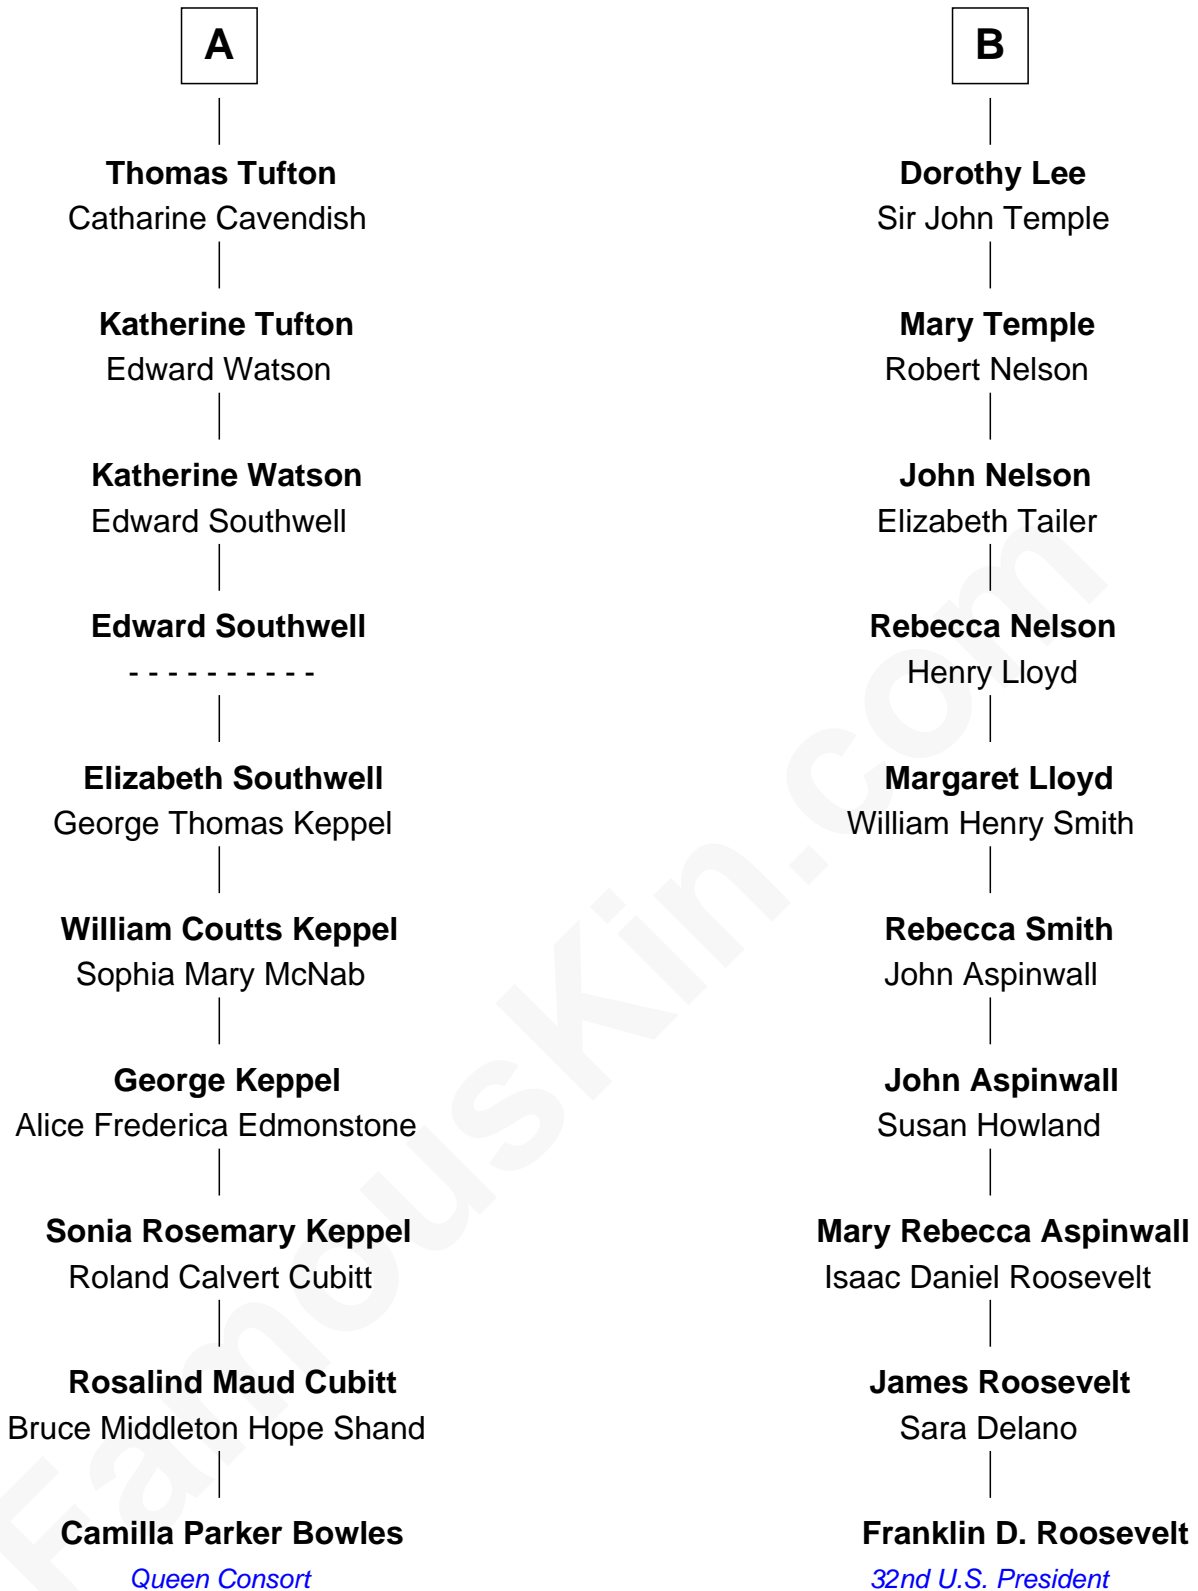 A
Thomas Tufton
Catharine Cavendish
Katherine Tufton
Edward Watson
Katherine Watson
Edward Southwell
Edward Southwell
- - - - - - - - - -
Elizabeth Southwell
George Thomas Keppel
William Coutts Keppel
Sophia Mary McNab
George Keppel
Alice Frederica Edmonstone
Sonia Rosemary Keppel
Roland Calvert Cubitt
Rosalind Maud Cubitt
Bruce Middleton Hope Shand
Camilla Parker Bowles
Queen Consort
B
Dorothy Lee
Sir John Temple
Mary Temple
Robert Nelson
John Nelson
Elizabeth Tailer
Rebecca Nelson
Henry Lloyd
Margaret Lloyd
William Henry Smith
Rebecca Smith
John Aspinwall
John Aspinwall
Susan Howland
Mary Rebecca Aspinwall
Isaac Daniel Roosevelt
James Roosevelt
Sara Delano
Franklin D. Roosevelt
32nd U.S. President
FamousKin.com